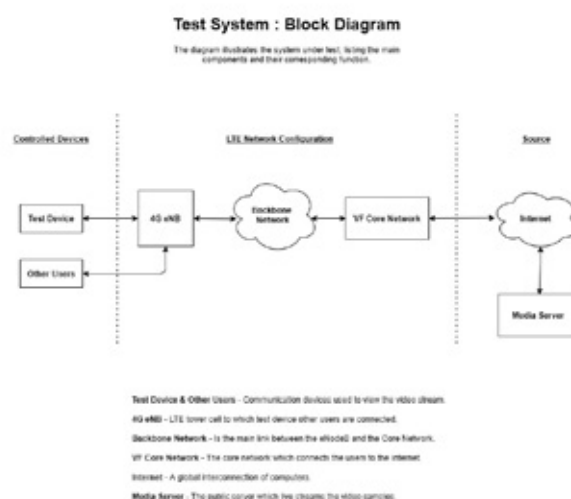 Test System : Block Diagram
The diagram illustrates the system under test, listing the main
components and their corresponding function.
Controlled Devices
LTE Network Configuration
Source
Test Device
4G eNB
Backbone
Network
VF Core Network
Internet
Other Users
Media Server
Test Device & Other Users - Communication devices used to view the video stream.
4G eNB - LTE tower cell to which test device other users are connected.
Backbone Network - Is the main link between the eNodeB and the Core Network.
VF Core Network - The core network which connects the users to the internet
Internet - A global interconnection of computers.
Media Server - The public server which live streams the video samples.